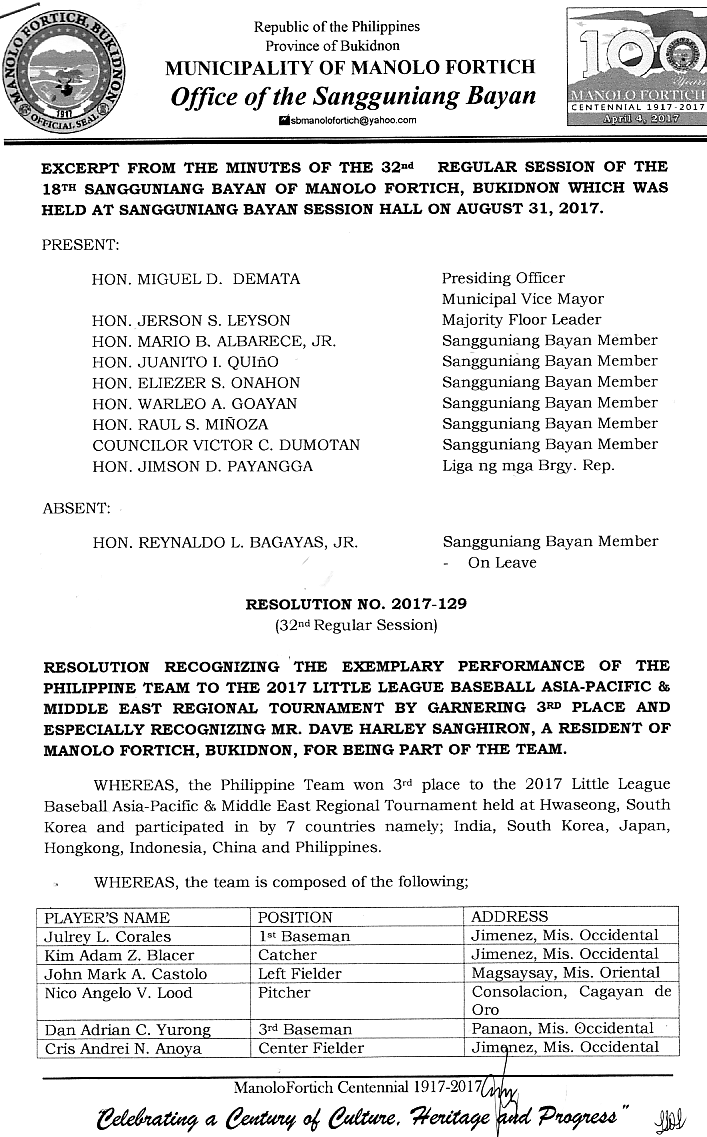 MANOLO FORTICH, BUKIDNON
1917
OFFICIAL SEAL
Republic of the Philippines
Province of Bukidnon
MUNICIPALITY OF MANOLO FORTICH
Office of the Sangguniang Bayan
sbmanolofortich@yahoo.com
100
Years
MANOLO FORTICH
CENTENNIAL 1917-2017
April 4, 2017
EXCERPT FROM THE MINUTES OF THE 32nd REGULAR SESSION OF THE
18TH SANGGUNIANG BAYAN OF MANOLO FORTICH, BUKIDNON WHICH WAS
HELD AT SANGGUNIANG BAYAN SESSION HALL ON AUGUST 31, 2017.
PRESENT:
HON. MIGUEL D. DEMATA Presiding Officer
Municipal Vice Mayor
HON. JERSON S. LEYSON Majority Floor Leader
HON. MARIO B. ALBARECE, JR. Sangguniang Bayan Member
HON. JUANITO I. QUIñO Sangguniang Bayan Member
HON. ELIEZER S. ONAHON Sangguniang Bayan Member
HON. WARLEO A. GOAYAN Sangguniang Bayan Member
HON. RAUL S. MIÑOZA Sangguniang Bayan Member
COUNCILOR VICTOR C. DUMOTAN Sangguniang Bayan Member
HON. JIMSON D. PAYANGGA Liga ng mga Brgy. Rep.
ABSENT:
HON. REYNALDO L. BAGAYAS, JR. Sangguniang Bayan Member
- On Leave
RESOLUTION NO. 2017-129
(32nd Regular Session)
RESOLUTION RECOGNIZING THE EXEMPLARY PERFORMANCE OF THE
PHILIPPINE TEAM TO THE 2017 LITTLE LEAGUE BASEBALL ASIA-PACIFIC &
MIDDLE EAST REGIONAL TOURNAMENT BY GARNERING 3RD PLACE AND
ESPECIALLY RECOGNIZING MR. DAVE HARLEY SANGHIRON, A RESIDENT OF
MANOLO FORTICH, BUKIDNON, FOR BEING PART OF THE TEAM.
WHEREAS, the Philippine Team won 3rd place to the 2017 Little League
Baseball Asia-Pacific & Middle East Regional Tournament held at Hwaseong, South
Korea and participated in by 7 countries namely; India, South Korea, Japan,
Hongkong, Indonesia, China and Philippines.
WHEREAS, the team is composed of the following;
PLAYER'S NAME POSITION ADDRESS
Julrey L. Corales 1st Baseman Jimenez, Mis. Occidental
Kim Adam Z. Blacer Catcher Jimenez, Mis. Occidental
John Mark A. Castolo Left Fielder Magsaysay, Mis. Oriental
Nico Angelo V. Lood Pitcher Consolacion, Cagayan de
Oro
Dan Adrian C. Yurong 3rd Baseman Panaon, Mis. Occidental
Cris Andrei N. Anoya Center Fielder Jimenez, Mis. Occidental
ManoloFortich Centennial 1917-2017
"Celebrating a Century of Culture, Heritage and Progress"